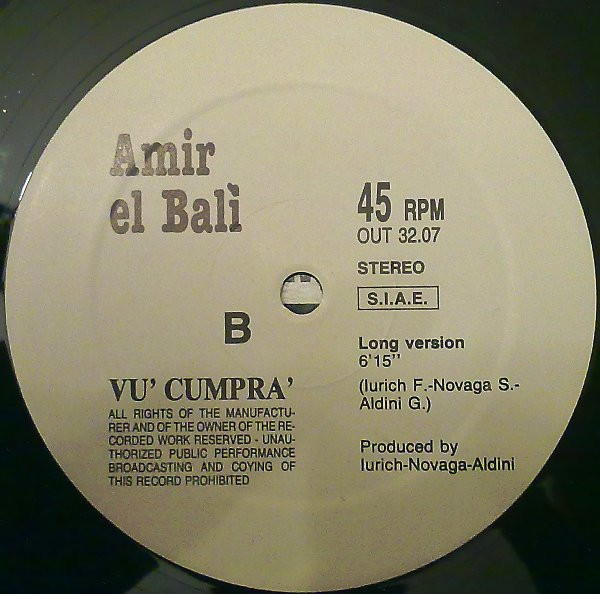 Amir
el Balì
45 RPM
OUT 32.07
STEREO
S.I.A.E.
B
Long version
6'15"
(Iurich F.-Novaga S.-
Aldini G.)
VU' CUMPRA'
ALL RIGHTS OF THE MANUFACTU-
RER AND OF THE OWNER OF THE RE-
CORDED WORK RESERVED - UNAU-
THORIZED PUBLIC PERFORMANCE
BROADCASTING AND COYING OF
THIS RECORD PROHIBITED
Produced by
Iurich-Novaga-Aldini